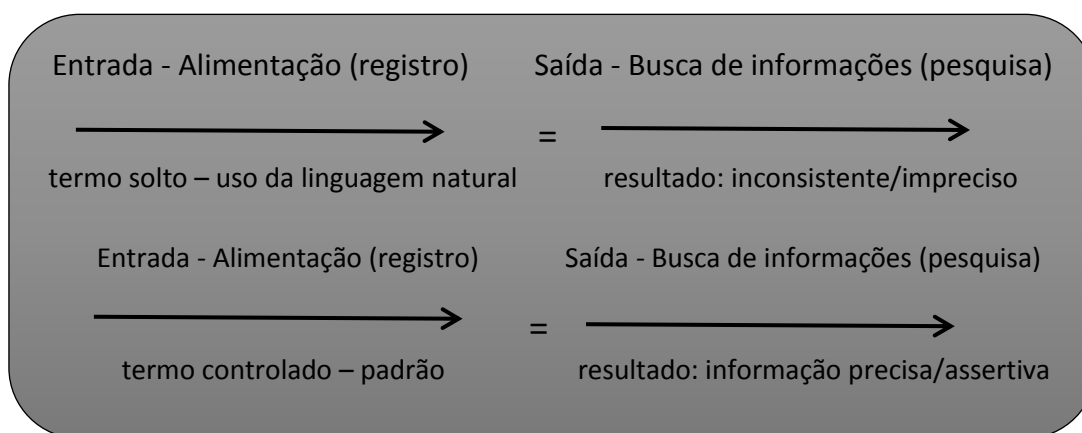 Entrada - Alimentação (registro) Saída - Busca de informações (pesquisa)
=
termo solto – uso da linguagem natural resultado: inconsistente/impreciso
Entrada - Alimentação (registro) Saída - Busca de informações (pesquisa)
=
termo controlado – padrão resultado: informação precisa/assertiva